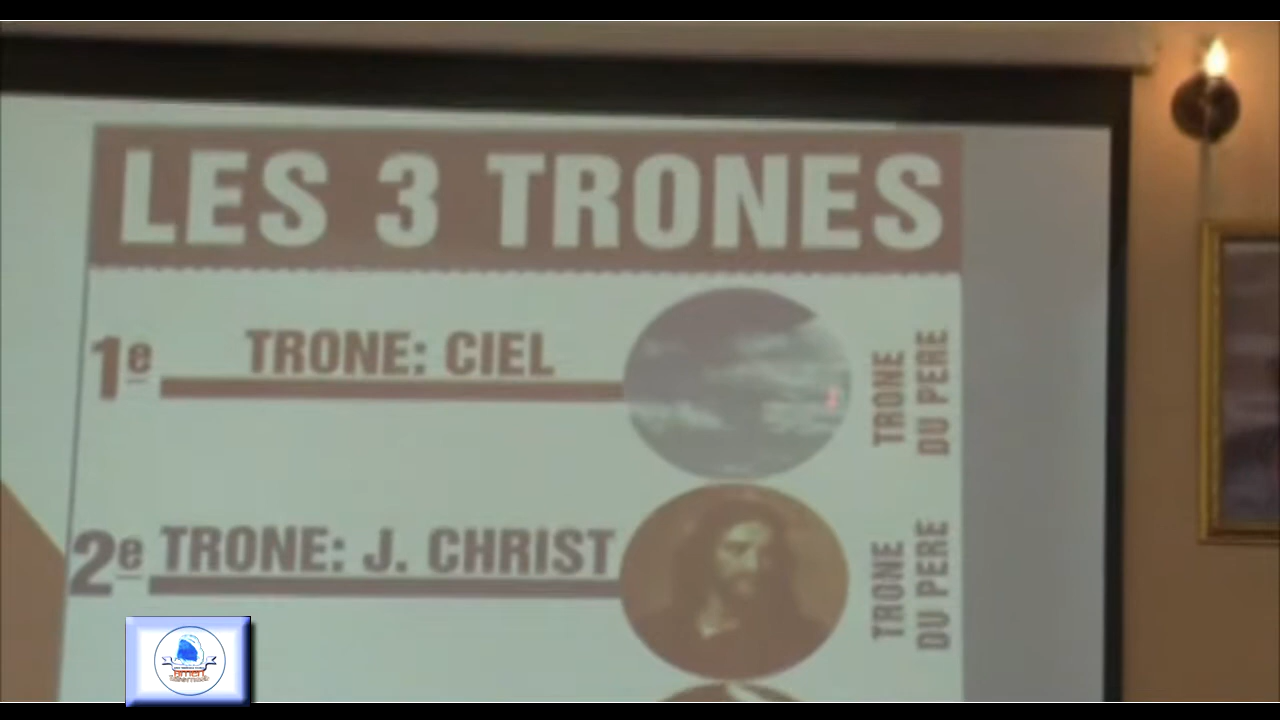 LES 3 TRONES
1e TRONE: CIEL
TRONE
DU PERE
2e TRONE: J. CHRIST
TRONE
DU PERE